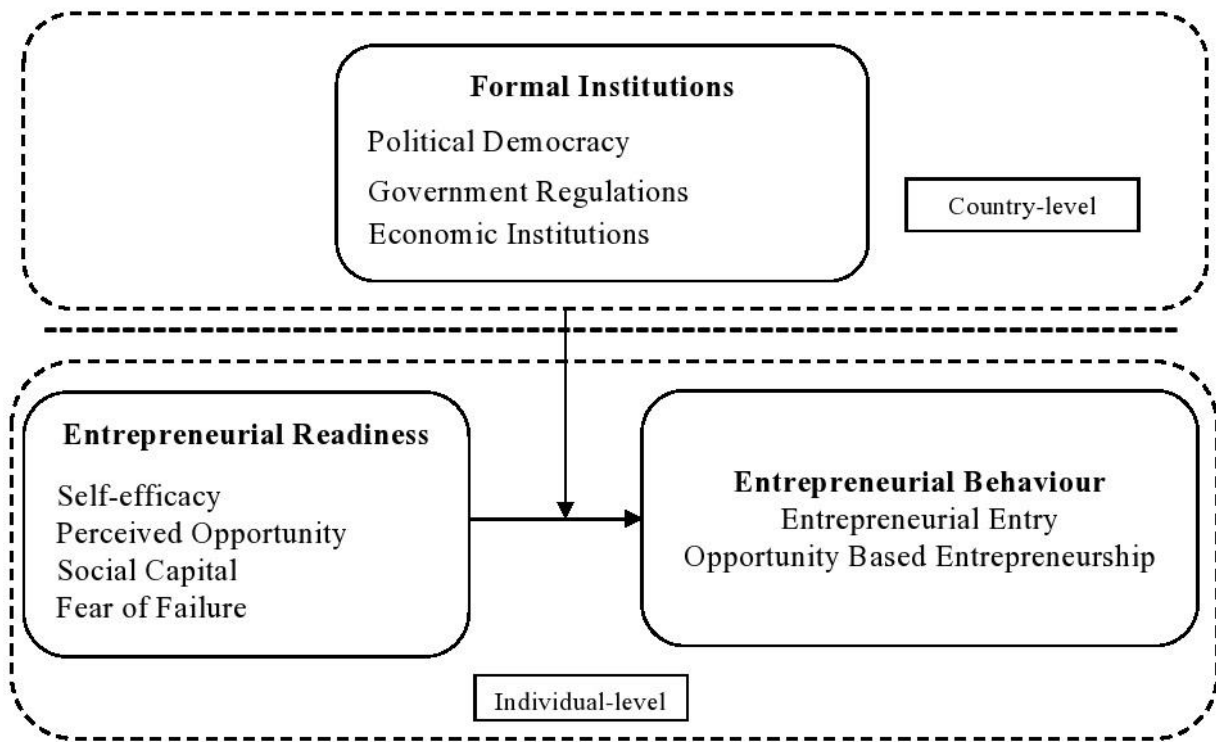 Formal Institutions
Political Democracy
Government Regulations
Economic Institutions
Country-level
Entrepreneurial Readiness
Self-efficacy
Perceived Opportunity
Social Capital
Fear of Failure
Entrepreneurial Behaviour
Entrepreneurial Entry
Opportunity Based Entrepreneurship
Individual-level